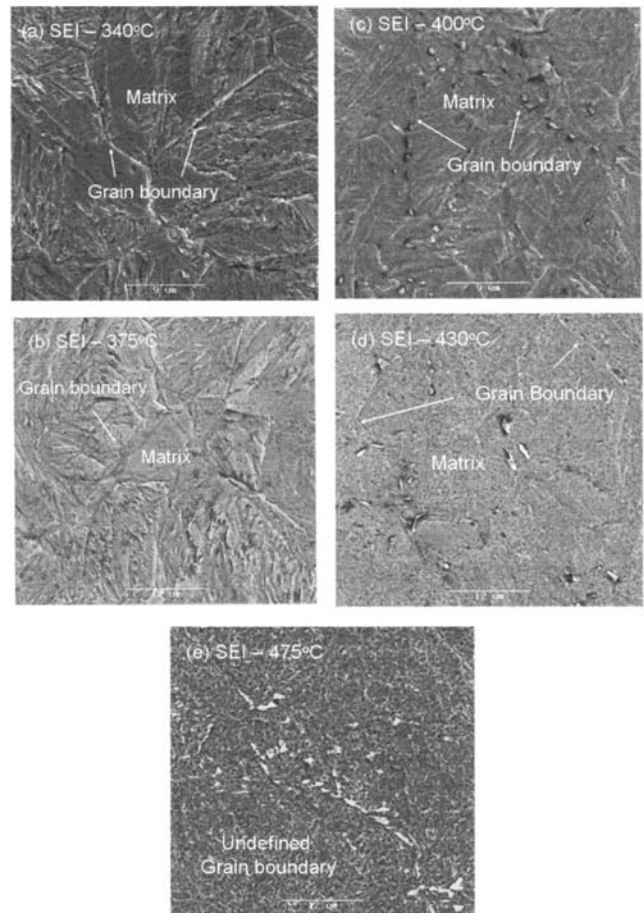 (a) SEI – 340°C
Matrix
Grain boundary
(b) SEI – 375°C
Grain boundary
Matrix
(c) SEI – 400°C
Matrix
Grain boundary
(d) SEI – 430°C
Grain Boundary
Matrix
(e) SEI – 475°C
Undefined
Grain boundary